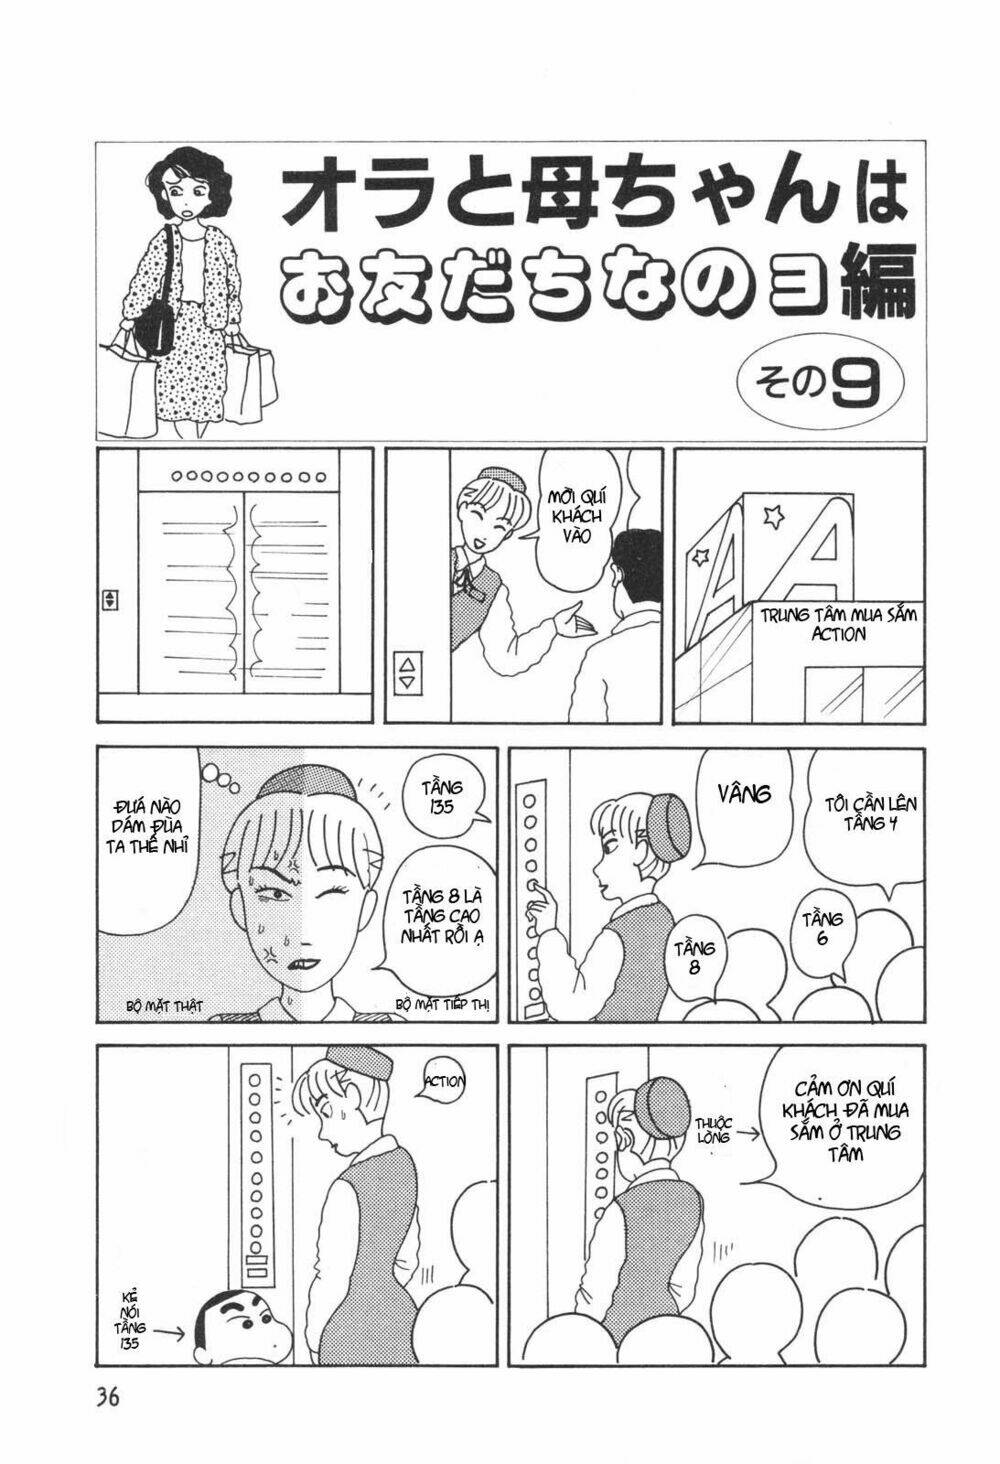 オラと母ちゃんは
お友だちなのヨ編
その9
TRUNG TÂM MUA SẮM
ACTION
MỜI QUÍ
KHÁCH
VÀO
TÔI CẦN LÊN
TẦNG 4
VÂNG
TẦNG
6
TẦNG
8
TẦNG
135
TẦNG 8 LÀ
TẦNG CAO
NHẤT RỒI Ạ
BỘ MẶT TIẾP THỊ
ĐỨA NÀO
DÁM ĐÙA
TA THẾ NHỈ
BỘ MẶT THẬT
CẢM ƠN QUÍ
KHÁCH ĐÃ MUA
SẮM Ở TRUNG
TÂM
THUỘC
LÒNG
ACTION
KẺ
NÓI
TẦNG
135
36